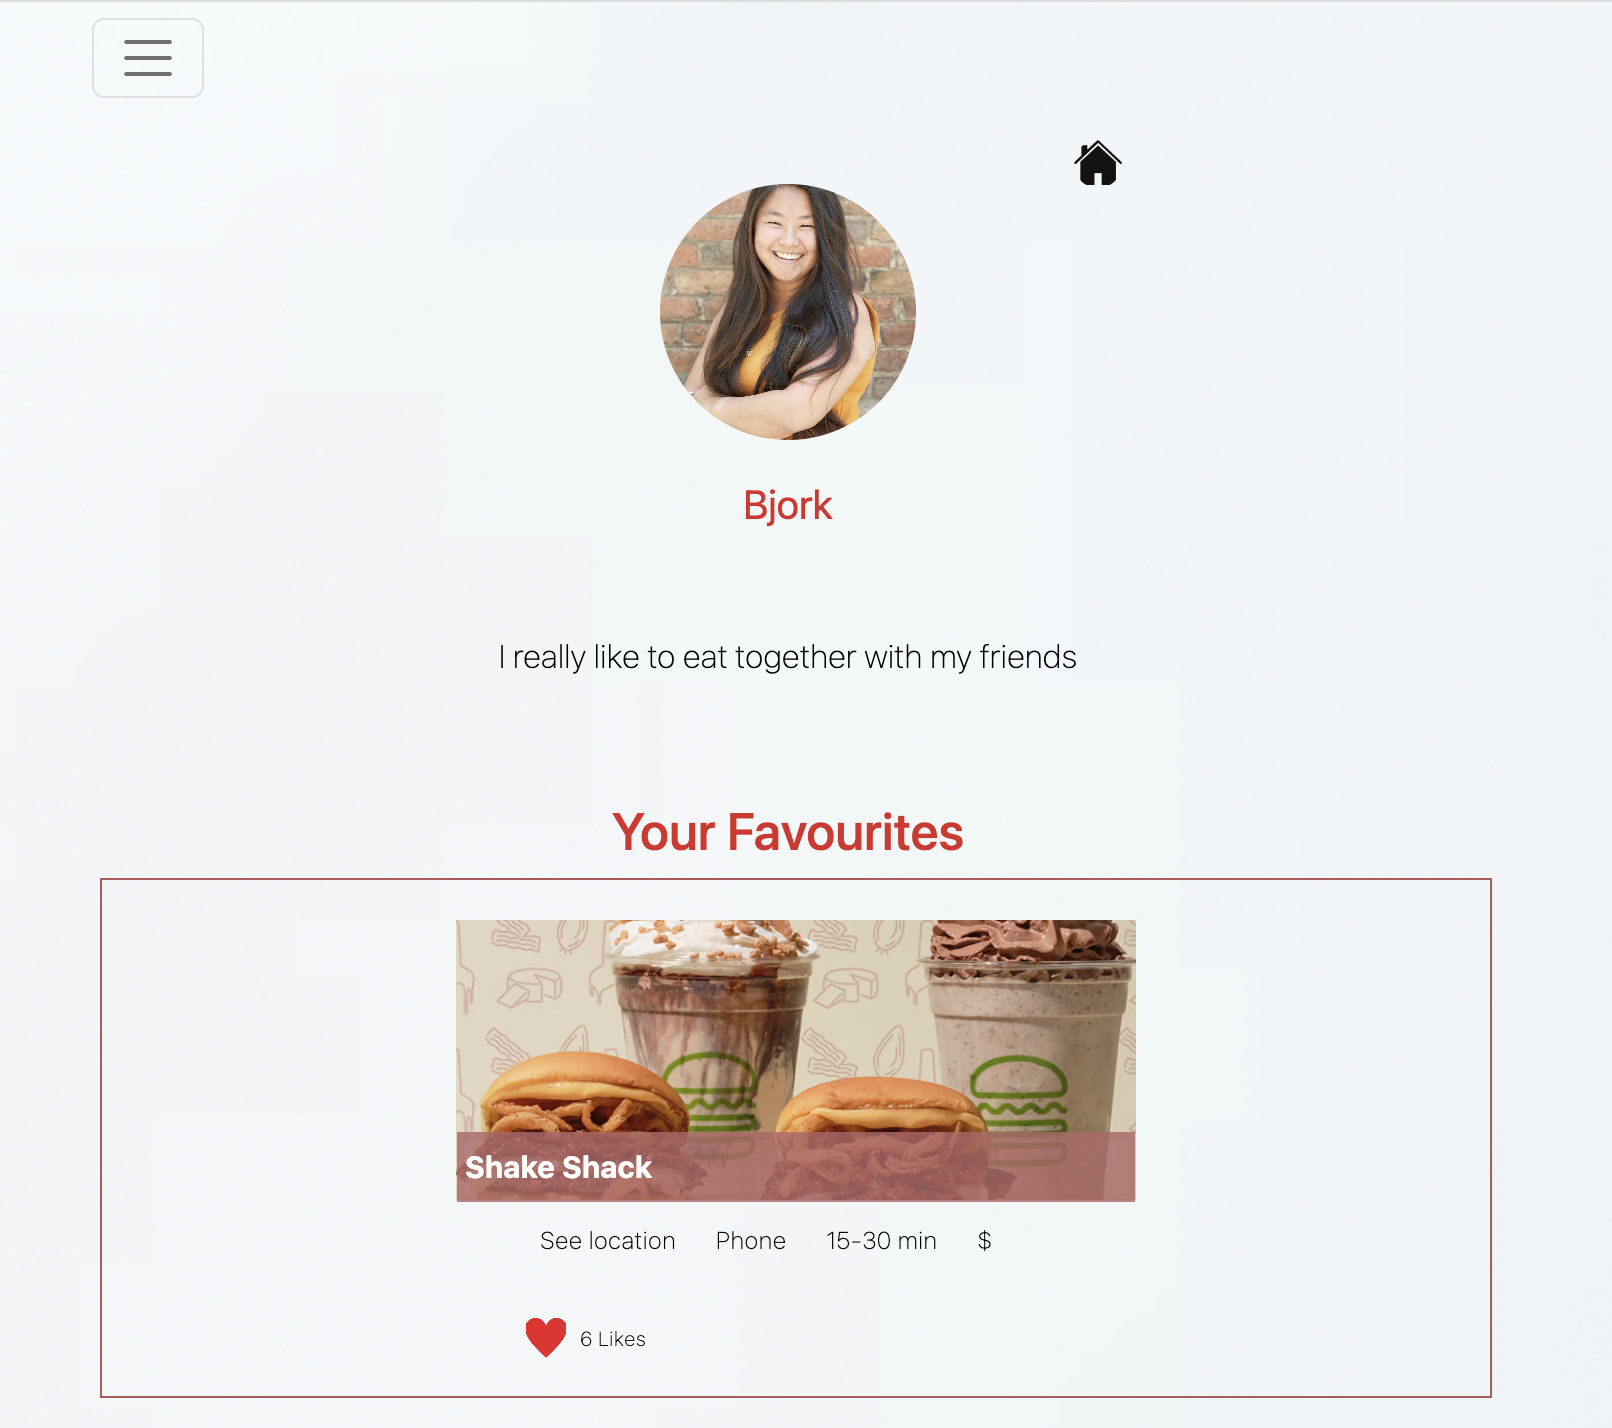 Bjork
I really like to eat together with my friends
Your Favourites
Shake Shack
See location Phone 15-30 min $
6 Likes